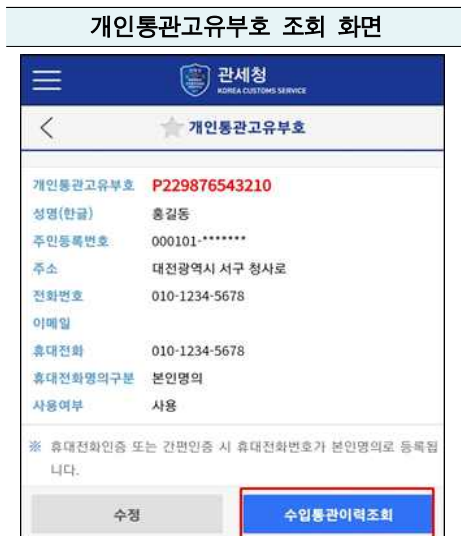 개인통관고유부호 조회 화면
관세청
KOREA CUSTOMS SERVICE
개인통관고유부호
개인통관고유부호 P229876543210
성명(한글) 홍길동
주민등록번호 000101-*******
주소 대전광역시 서구 청사로
전화번호 010-1234-5678
이메일
휴대전화 010-1234-5678
휴대전화명의구분 본인명의
사용여부 사용
※ 휴대전화인증 또는 간편인증 시 휴대전화번호가 본인명의로 등록됩
니다.
수정 수입통관이력조회